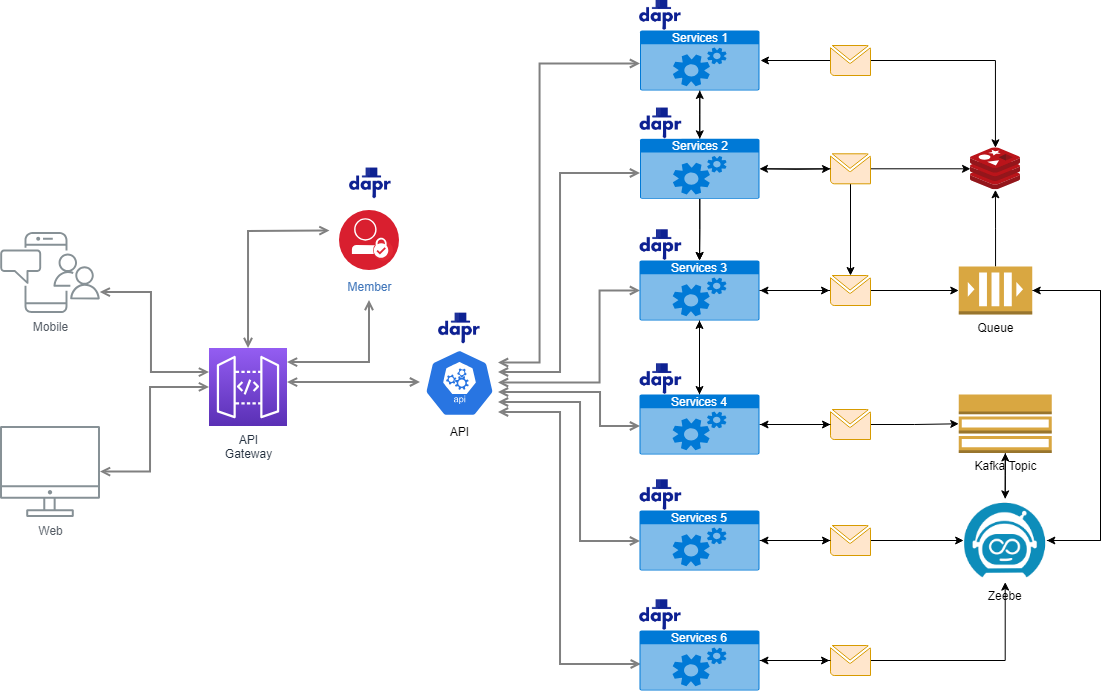 dapr
Services 1
dapr
Services 2
dapr
Member
dapr
Services 3
Mobile
Queue
dapr
api
API
dapr
Services 4
</>
API
Gateway
Kafka Topic
dapr
Services 5
Web
Zeebe
dapr
Services 6